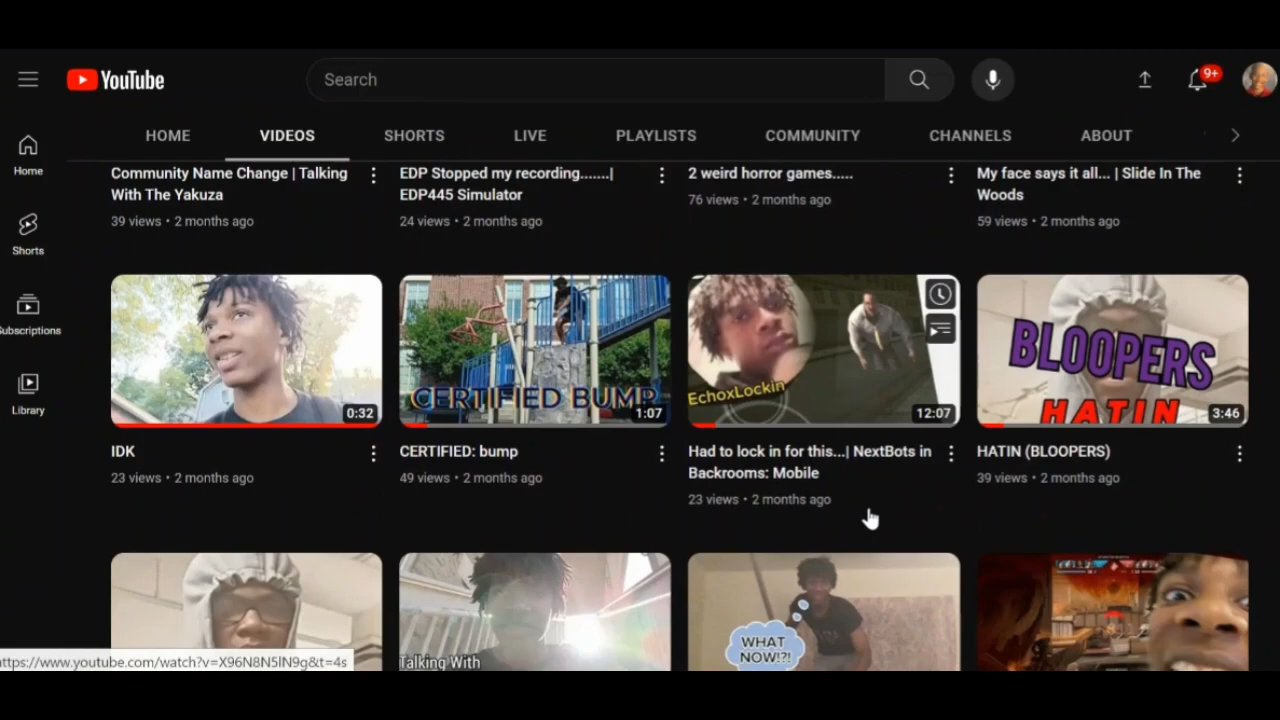 YouTube
Search
9+
HOME
VIDEOS
SHORTS
LIVE
PLAYLISTS
COMMUNITY
CHANNELS
ABOUT
Home
Shorts
Subscriptions
Library
Community Name Change | Talking
With The Yakuza
39 views • 2 months ago
EDP Stopped my recording.......|
EDP445 Simulator
24 views • 2 months ago
2 weird horror games.....
76 views • 2 months ago
My face says it all... | Slide In The
Woods
59 views • 2 months ago
0:32
IDK
23 views • 2 months ago
CERTIFIED BUMP
1:07
CERTIFIED: bump
49 views • 2 months ago
EchoxLockin
12:07
Had to lock in for this...| NextBots in
Backrooms: Mobile
23 views • 2 months ago
BLOOPERS
HATIN
3:46
HATIN (BLOOPERS)
39 views • 2 months ago
Talking With
WHAT
NOW!?!
https://www.youtube.com/watch?v=X96N8N5lN9g&t=4s